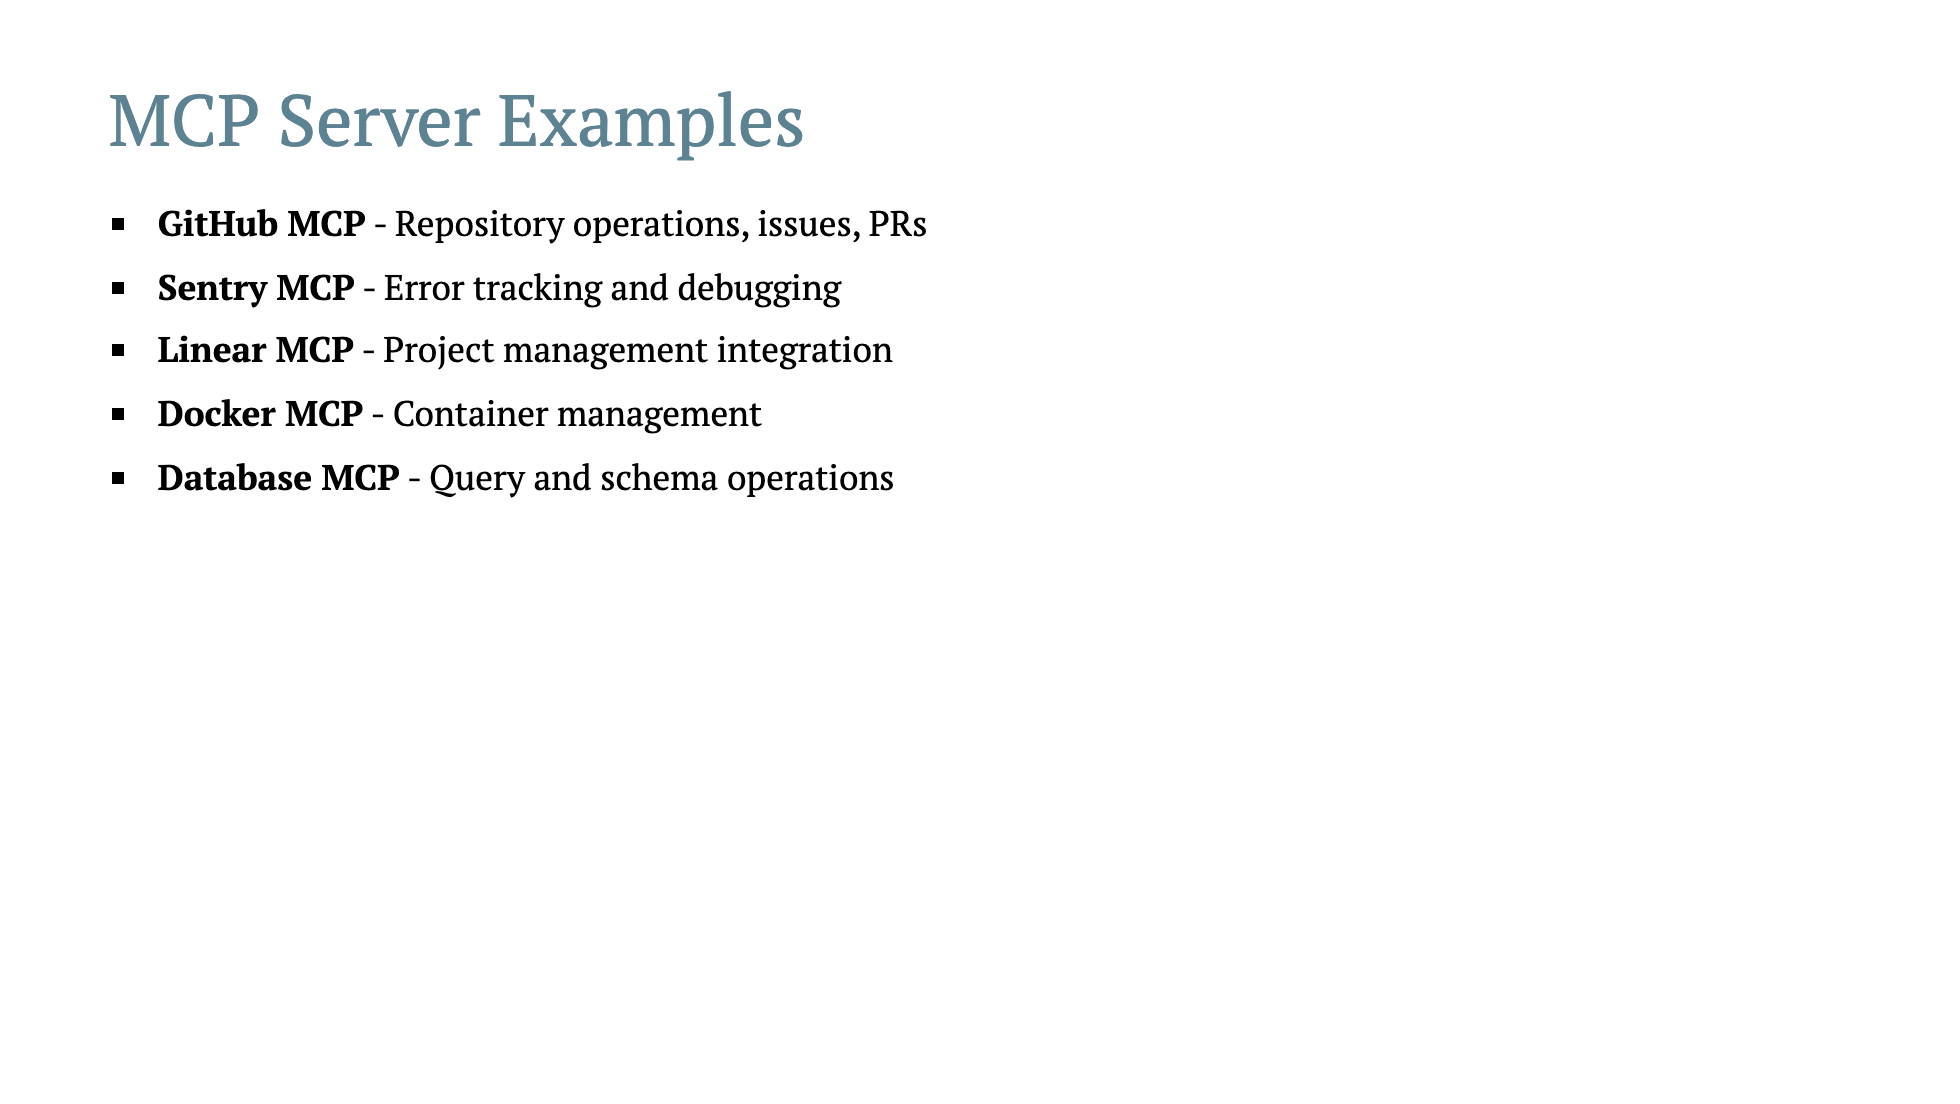 MCP Server Examples
▪ GitHub MCP - Repository operations, issues, PRs
▪ Sentry MCP - Error tracking and debugging
▪ Linear MCP - Project management integration
▪ Docker MCP - Container management
▪ Database MCP - Query and schema operations